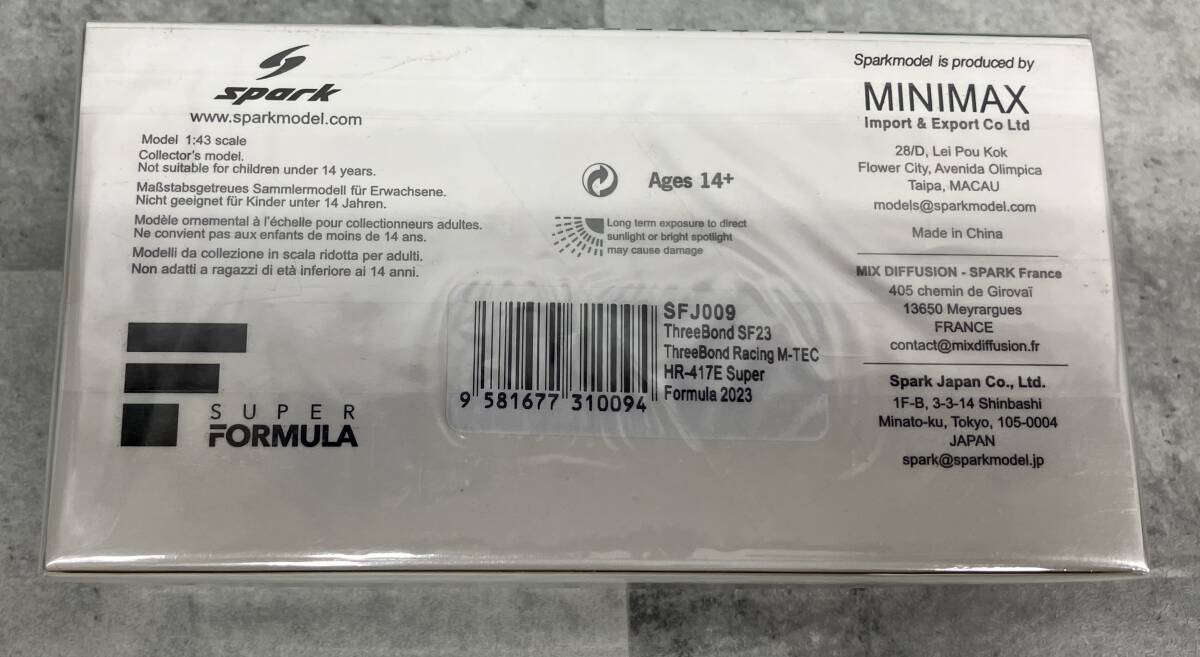 spark
www.sparkmodel.com
Model 1:43 scale
Collector's model.
Not suitable for children under 14 years.
Maßstabsgetreues Sammlermodell für Erwachsene.
Nicht geeignet für Kinder unter 14 Jahren.
Modèle ornemental à l'échelle pour collectionneurs adultes.
Ne convient pas aux enfants de moins de 14 ans.
Modelli da collezione in scala ridotta per adulti.
Non adatti a ragazzi di età inferiore ai 14 anni.
SUPER
FORMULA
Ages 14+
Long term exposure to direct
sunlight or bright spotlight
may cause damage
9 581677 310094
SFJ009
ThreeBond SF23
ThreeBond Racing M-TEC
HR-417E Super
Formula 2023
Sparkmodel is produced by
MINIMAX
Import & Export Co Ltd
28/D, Lei Pou Kok
Flower City, Avenida Olimpica
Taipa, MACAU
models@sparkmodel.com
Made in China
MIX DIFFUSION - SPARK France
405 chemin de Girovaï
13650 Meyrargues
FRANCE
contact@mixdiffusion.fr
Spark Japan Co., Ltd.
1F-B, 3-3-14 Shinbashi
Minato-ku, Tokyo, 105-0004
JAPAN
spark@sparkmodel.jp